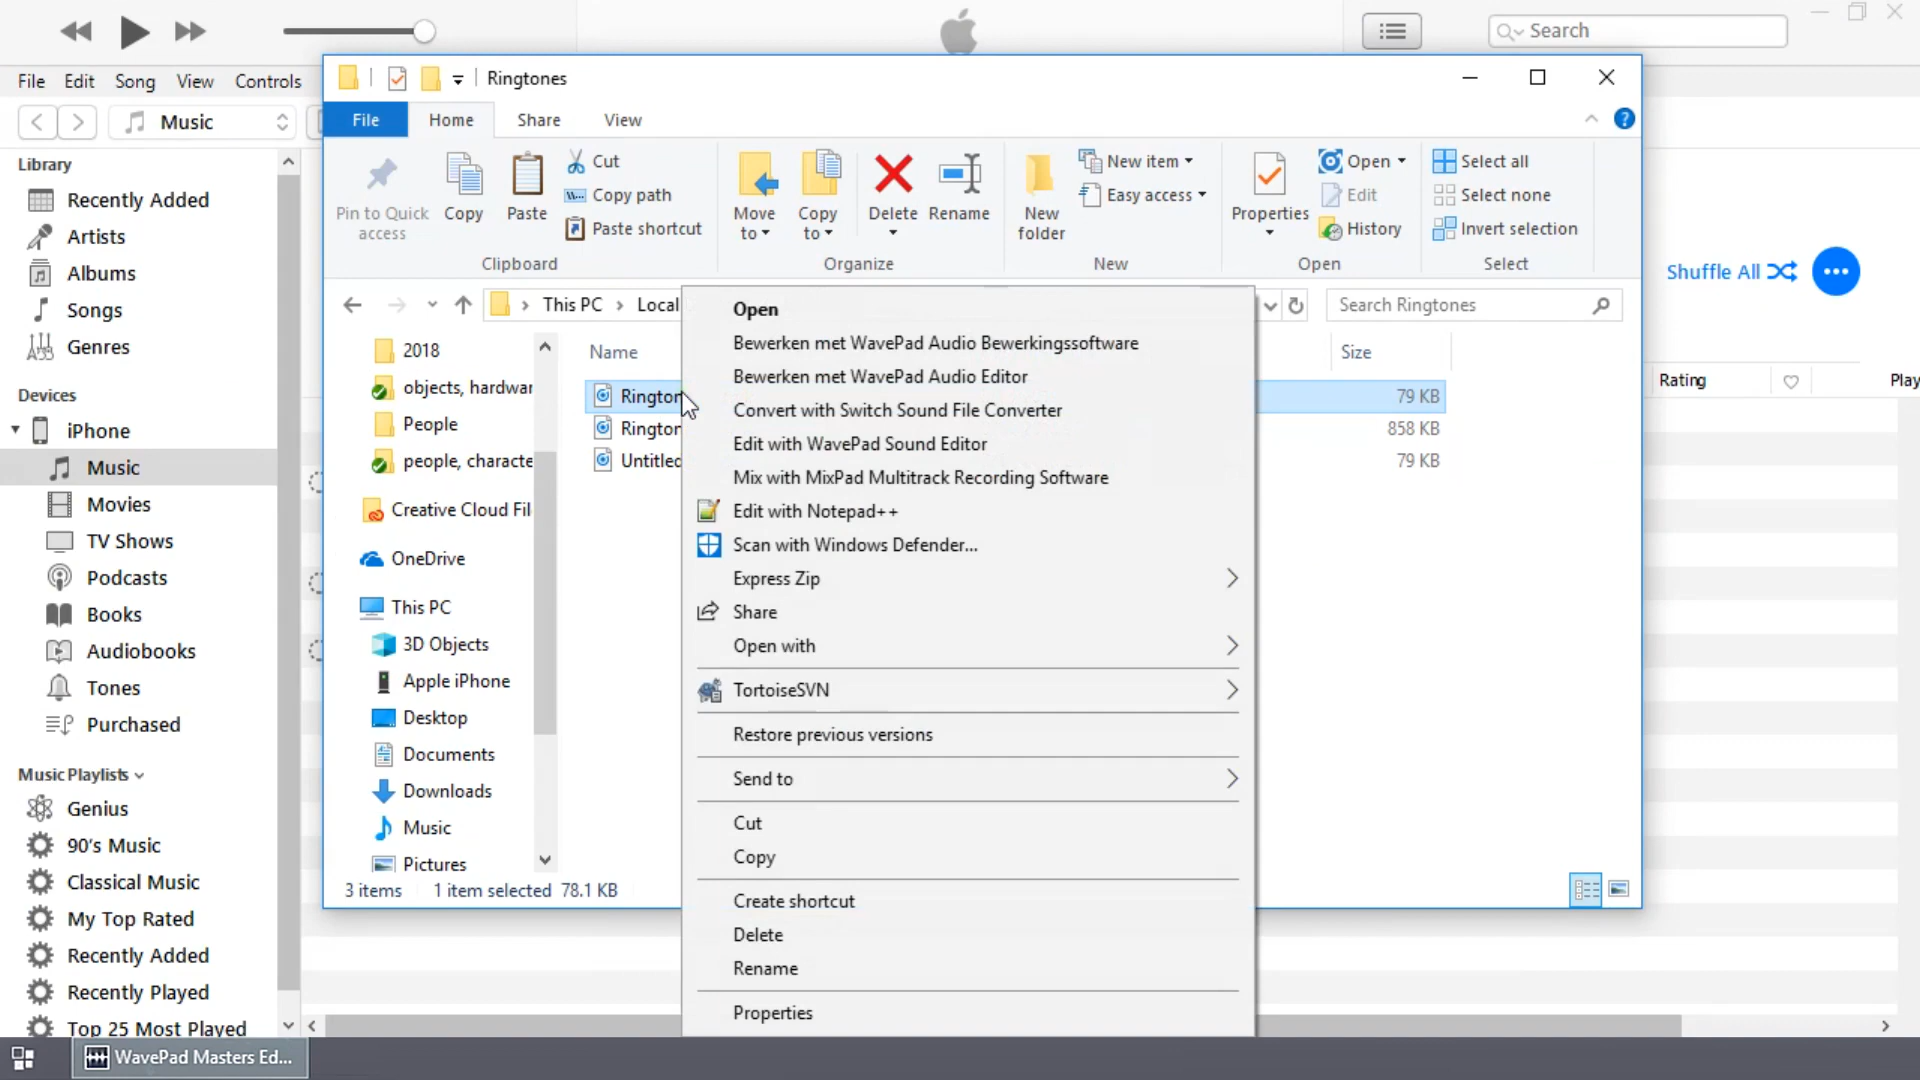 Search
File Edit Song View Controls
Music
Library
Recently Added
Artists
Albums
Songs
Genres
Devices
iPhone
Music
Movies
TV Shows
Podcasts
Books
Audiobooks
Tones
Purchased
Music Playlists
Genius
90's Music
Classical Music
My Top Rated
Recently Added
Recently Played
Top 25 Most Played
Ringtones
File Home Share View
Pin to Quick access
Copy
Paste
Cut
Copy path
Paste shortcut
Clipboard
Move to
Copy to
Delete
Rename
Organize
New folder
New item
Easy access
New
Properties
Open
Edit
History
Open
Select all
Select none
Invert selection
Select
This PC Local
Search Ringtones
2018
objects, hardwar
People
people, characte
Creative Cloud Fil
OneDrive
This PC
3D Objects
Apple iPhone
Desktop
Documents
Downloads
Music
Pictures
Name
Size
Rington
79 KB
Rington
858 KB
Untitled
79 KB
3 items 1 item selected 78.1 KB
Open
Bewerken met WavePad Audio Bewerkingssoftware
Bewerken met WavePad Audio Editor
Convert with Switch Sound File Converter
Edit with WavePad Sound Editor
Mix with MixPad Multitrack Recording Software
Edit with Notepad++
Scan with Windows Defender...
Express Zip
Share
Open with
TortoiseSVN
Restore previous versions
Send to
Cut
Copy
Create shortcut
Delete
Rename
Properties
Shuffle All
Rating
Play
WavePad Masters Ed...